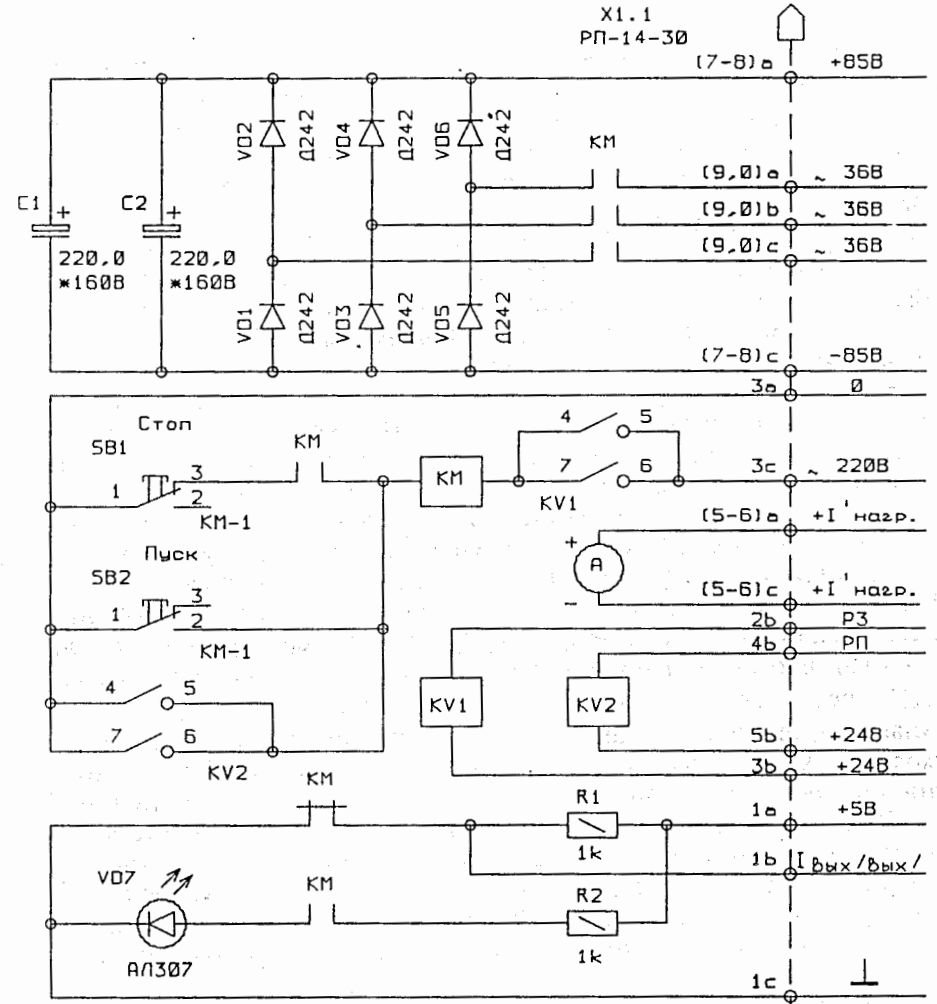 X1.1
РП-14-30
(7-8)a +85В
VD2 Д242 VD4 Д242 VD6 Д242
КМ
(9,0)a ~ 36В
(9,0)b ~ 36В
(9,0)c ~ 36В
C1 + C2 +
220,0 220,0
*160В *160В
VD1 Д242 VD3 Д242 VD5 Д242
(7-8)c -85В
3a 0
Стоп
SB1 КМ
1 3 2
КМ-1
КМ
4 5
7 6
KV1
3c ~ 220В
(5-6)a +I'нагр.
+ А -
(5-6)c +I'нагр.
Пуск
SB2
1 3 2
КМ-1
2b РЗ
4b РП
KV1 KV2
4 5
7 6
KV2
5b +24В
3b +24В
КМ
R1
1k
1a +5В
1b I вых/вых/
VD7 КМ
R2
1k
АЛ307
1c